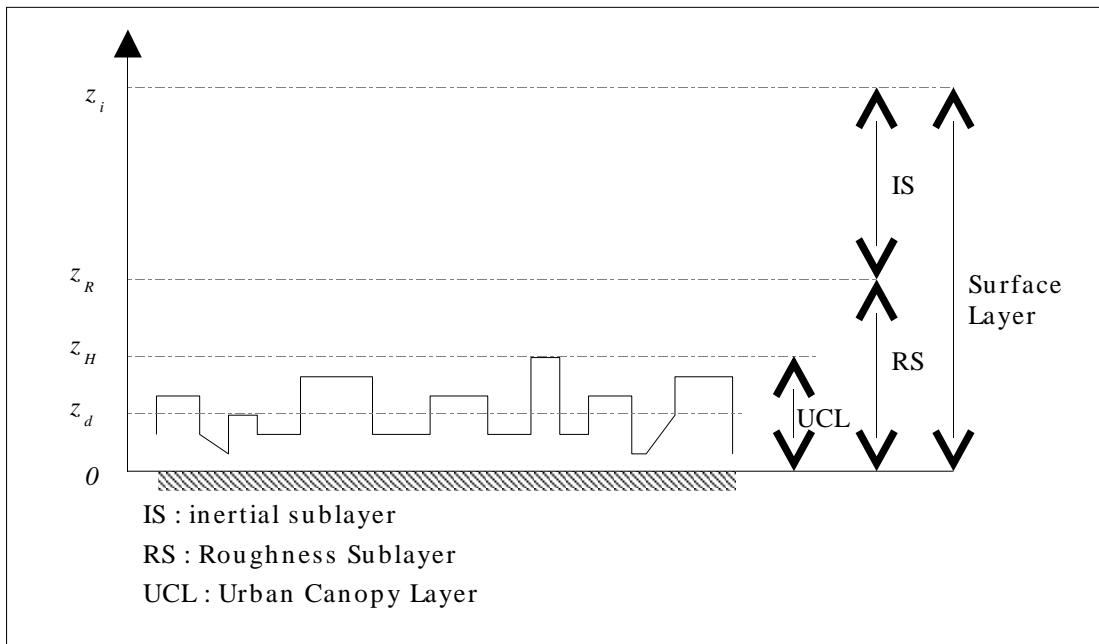 z_i
IS
z_R
Surface
Layer
z_H
RS
z_d
UCL
0
IS : inertial sublayer
RS : Roughness Sublayer
UCL : Urban Canopy Layer